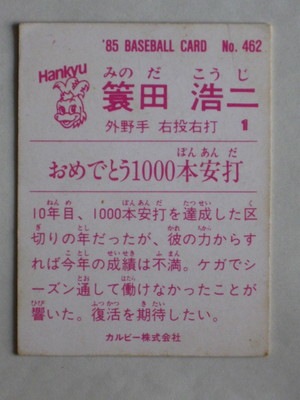 '85 BASEBALL CARD No. 462
Hankyu
みの だ こう じ
簑田 浩二
外野手 右投右打 1
ぽん あん だ
おめでとう1000本安打
ねん め ぽん あん だ たっ せい く
10年目、1000本安打を達成した区
ぎ とし かれ ちから
切りの年だったが、彼の力からす
ことし せいせき ふ まん
れば今年の成績は不満。ケガでシ
とお はたら
ーズン通して働けなかったことが
ひび ふっかつ き たい
響いた。復活を期待したい。
カルビー株式会社